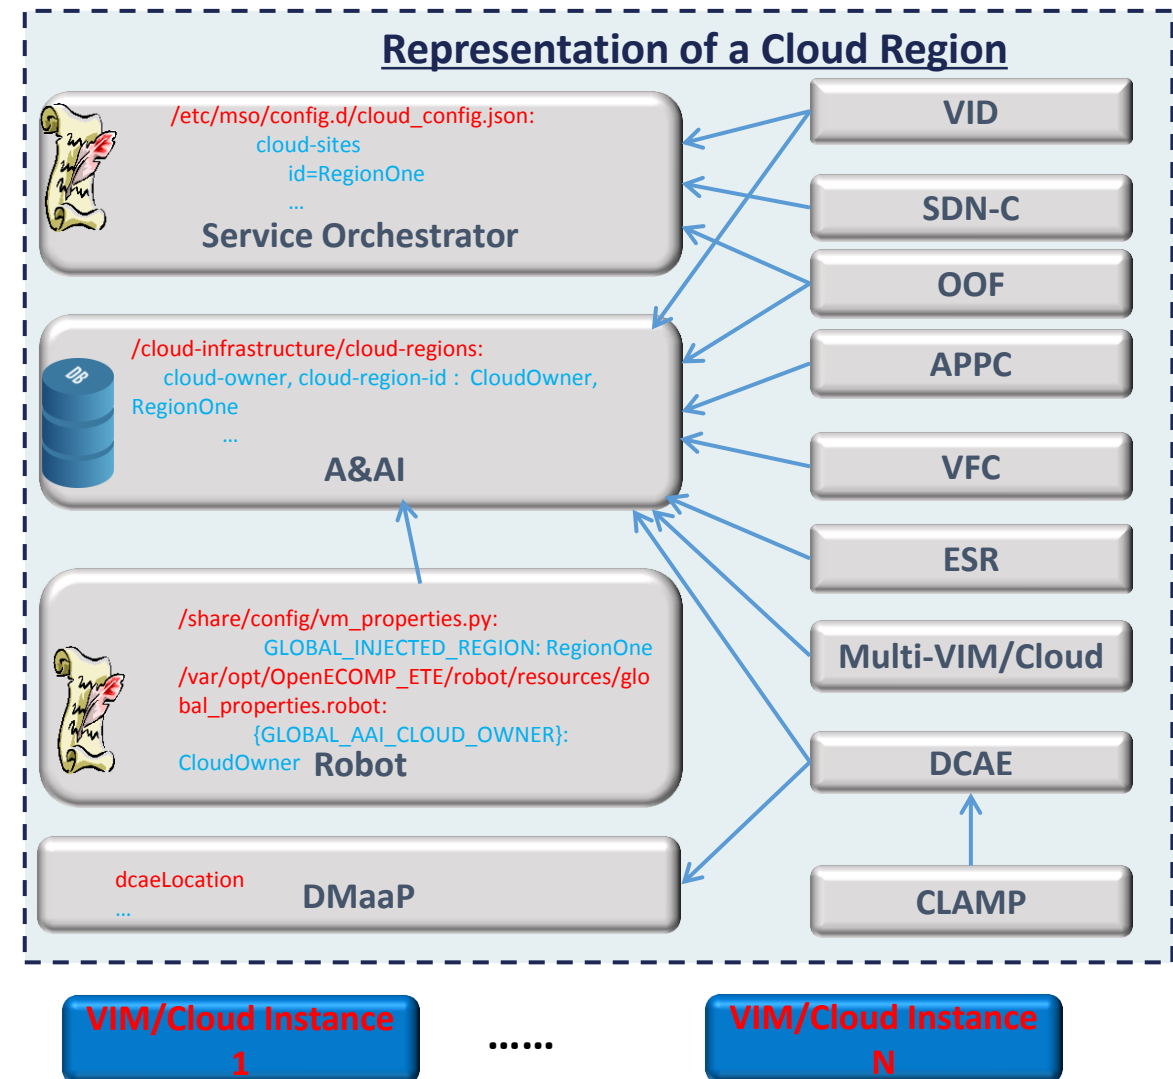 Representation of a Cloud Region
/etc/mso/config.d/cloud_config.json:
cloud-sites
id=RegionOne
...
Service Orchestrator
/cloud-infrastructure/cloud-regions:
cloud-owner, cloud-region-id : CloudOwner,
RegionOne
...
A&AI
DB
/share/config/vm_properties.py:
GLOBAL_INJECTED_REGION: RegionOne
/var/opt/OpenECOMP_ETE/robot/resources/glo
bal_properties.robot:
{GLOBAL_AAI_CLOUD_OWNER}:
CloudOwner Robot
dcaeLocation
...
DMaaP
VID
SDN-C
OOF
APPC
VFC
ESR
Multi-VIM/Cloud
DCAE
CLAMP
VIM/Cloud Instance
1
......
VIM/Cloud Instance
N